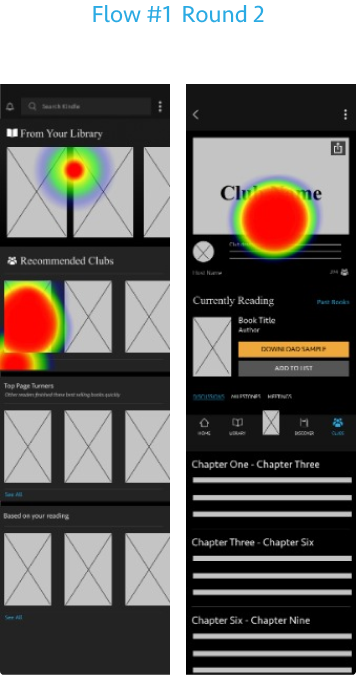 Flow #1 Round 2
Search Kindle
From Your Library
Recommended Clubs
Top Page Turners
Other readers finished these best selling books quickly
See All
Based on your reading
See All
Club Name
Host Name
Currently Reading
Past Books
Book Title
Author
DOWNLOAD SAMPLE
ADD TO LIST
DISCUSSIONS MILESTONES MEETINGS
HOME LIBRARY DISCOVER CLUBS
Chapter One - Chapter Three
Chapter Three - Chapter Six
Chapter Six - Chapter Nine